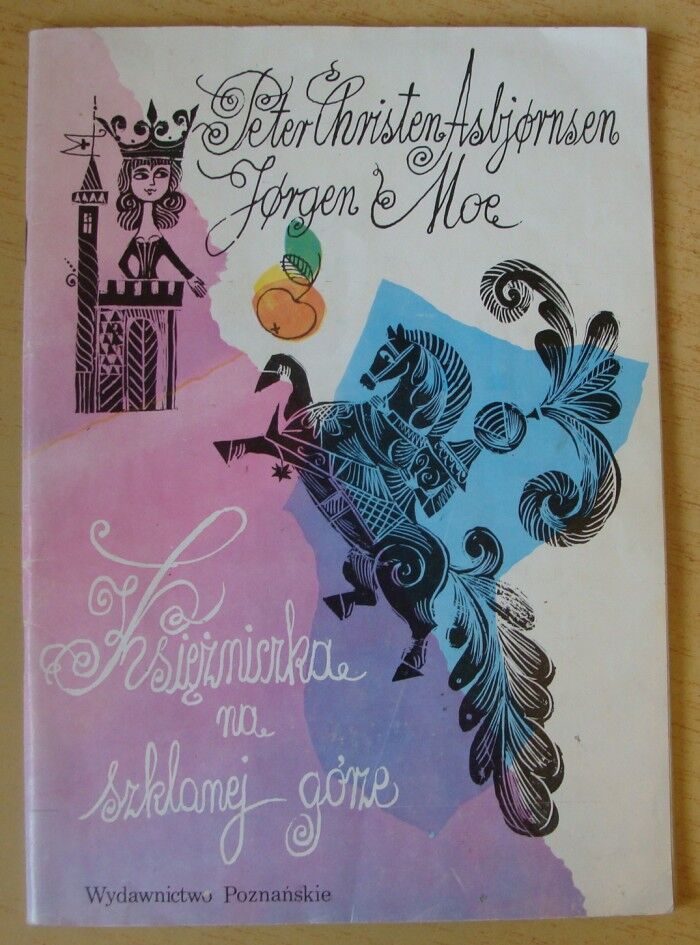 Peter Christen Asbjørnsen
Jørgen Moe
Księżniczka
na
szklanej górze
Wydawnictwo Poznańskie